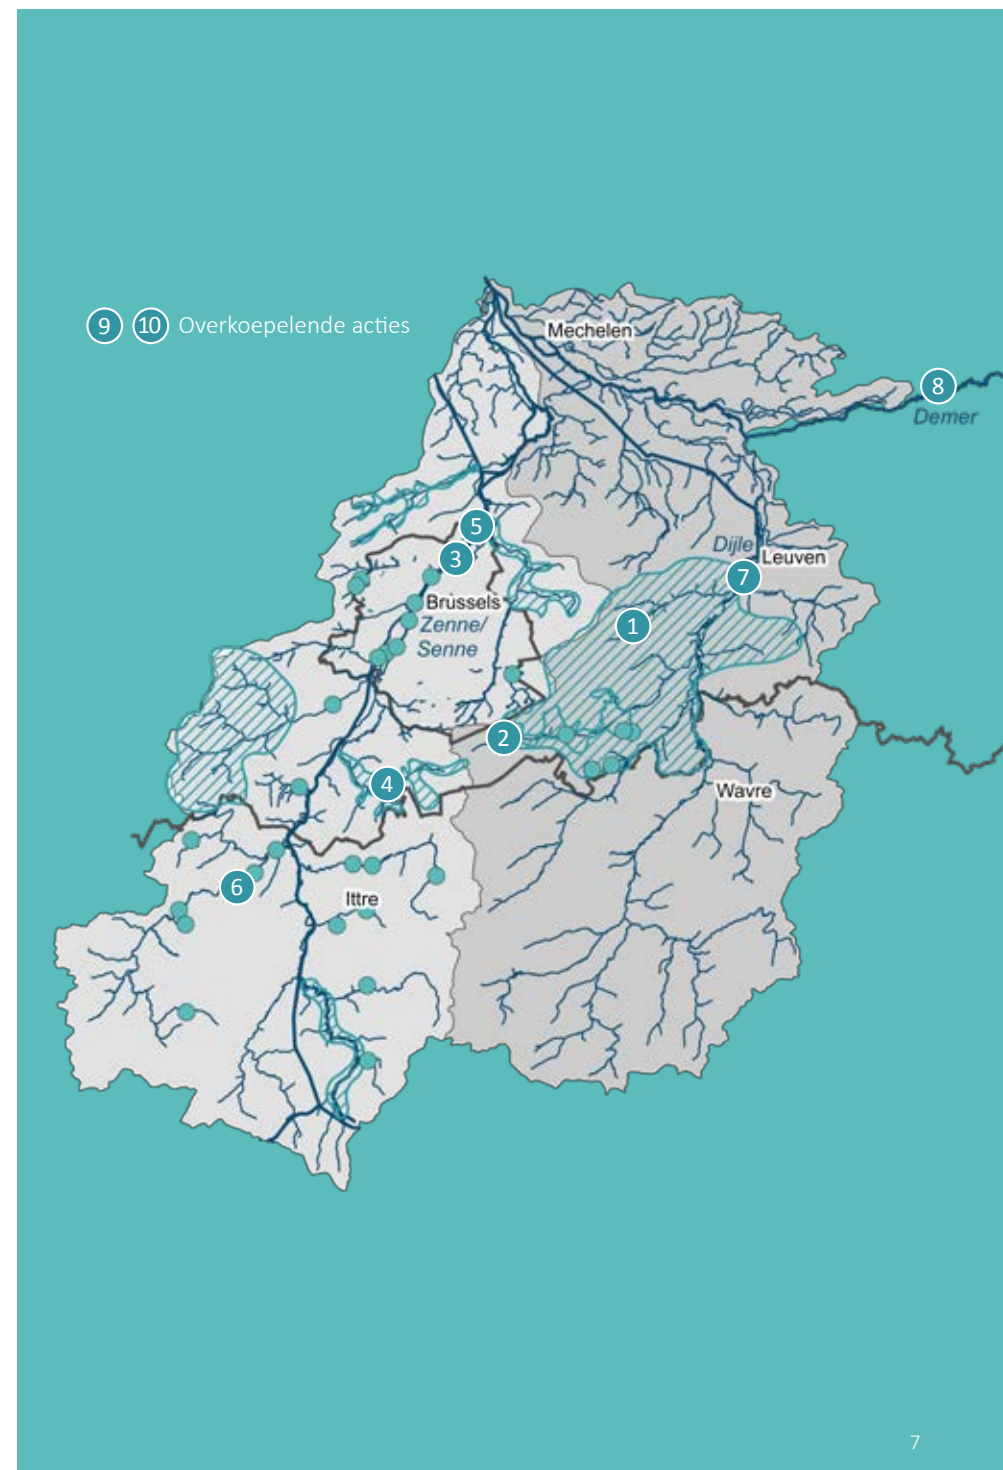 9 10 Overkoepelende acties
Mechelen
8
Demer
5
Dijle
Leuven
3
7
Brussels
1
Zenne/
Senne
2
4
Wavre
6
Ittre
7